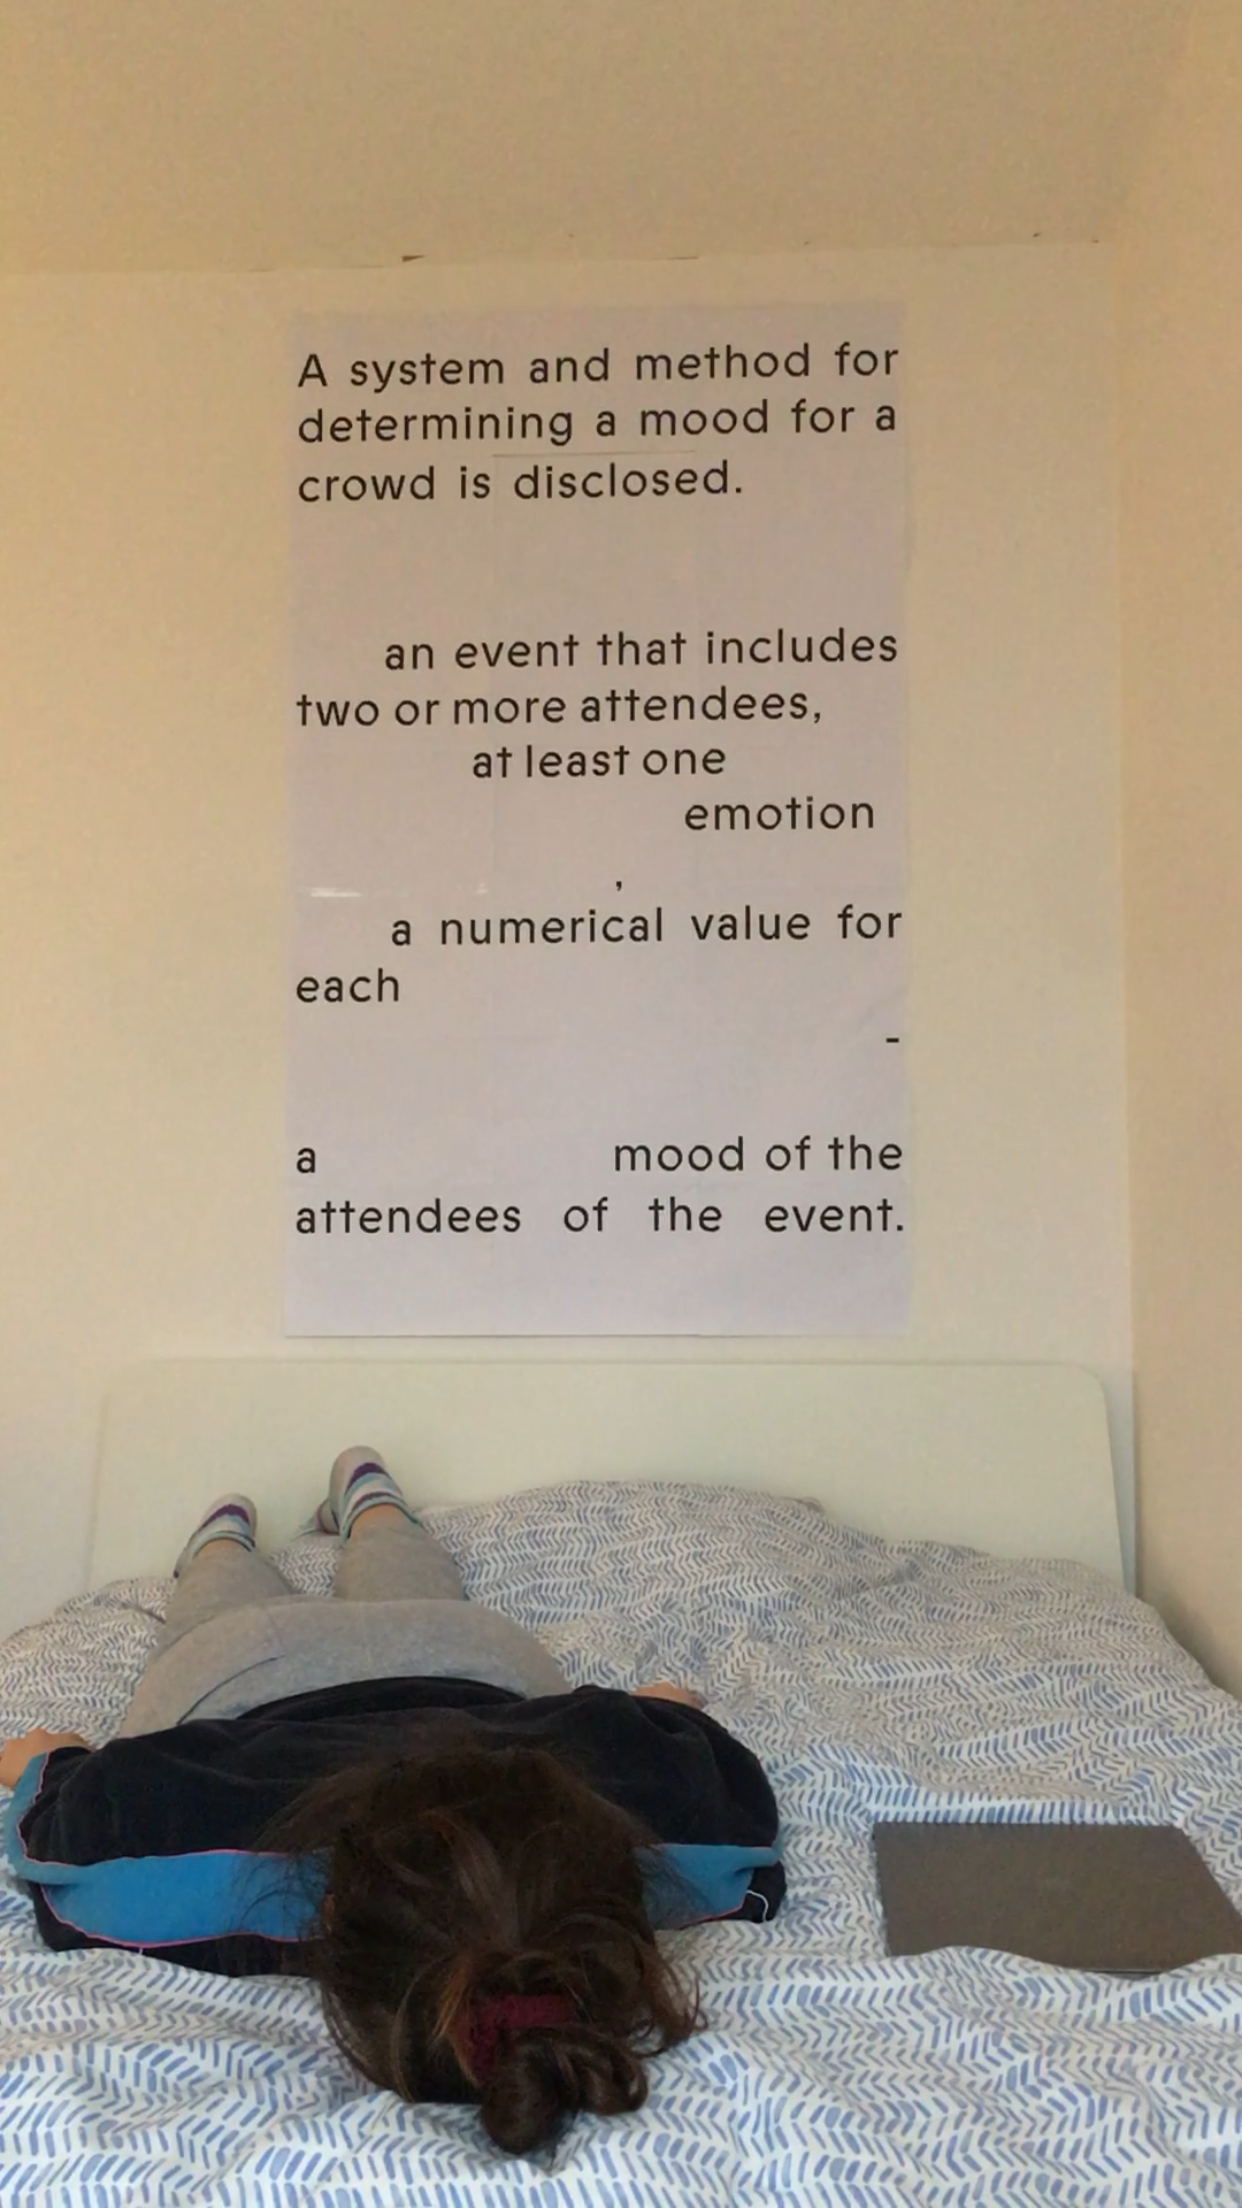 A system and method for
determining a mood for a
crowd is disclosed.
an event that includes
two or more attendees,
at least one
emotion
,
a numerical value for
each
-
a mood of the
attendees of the event.